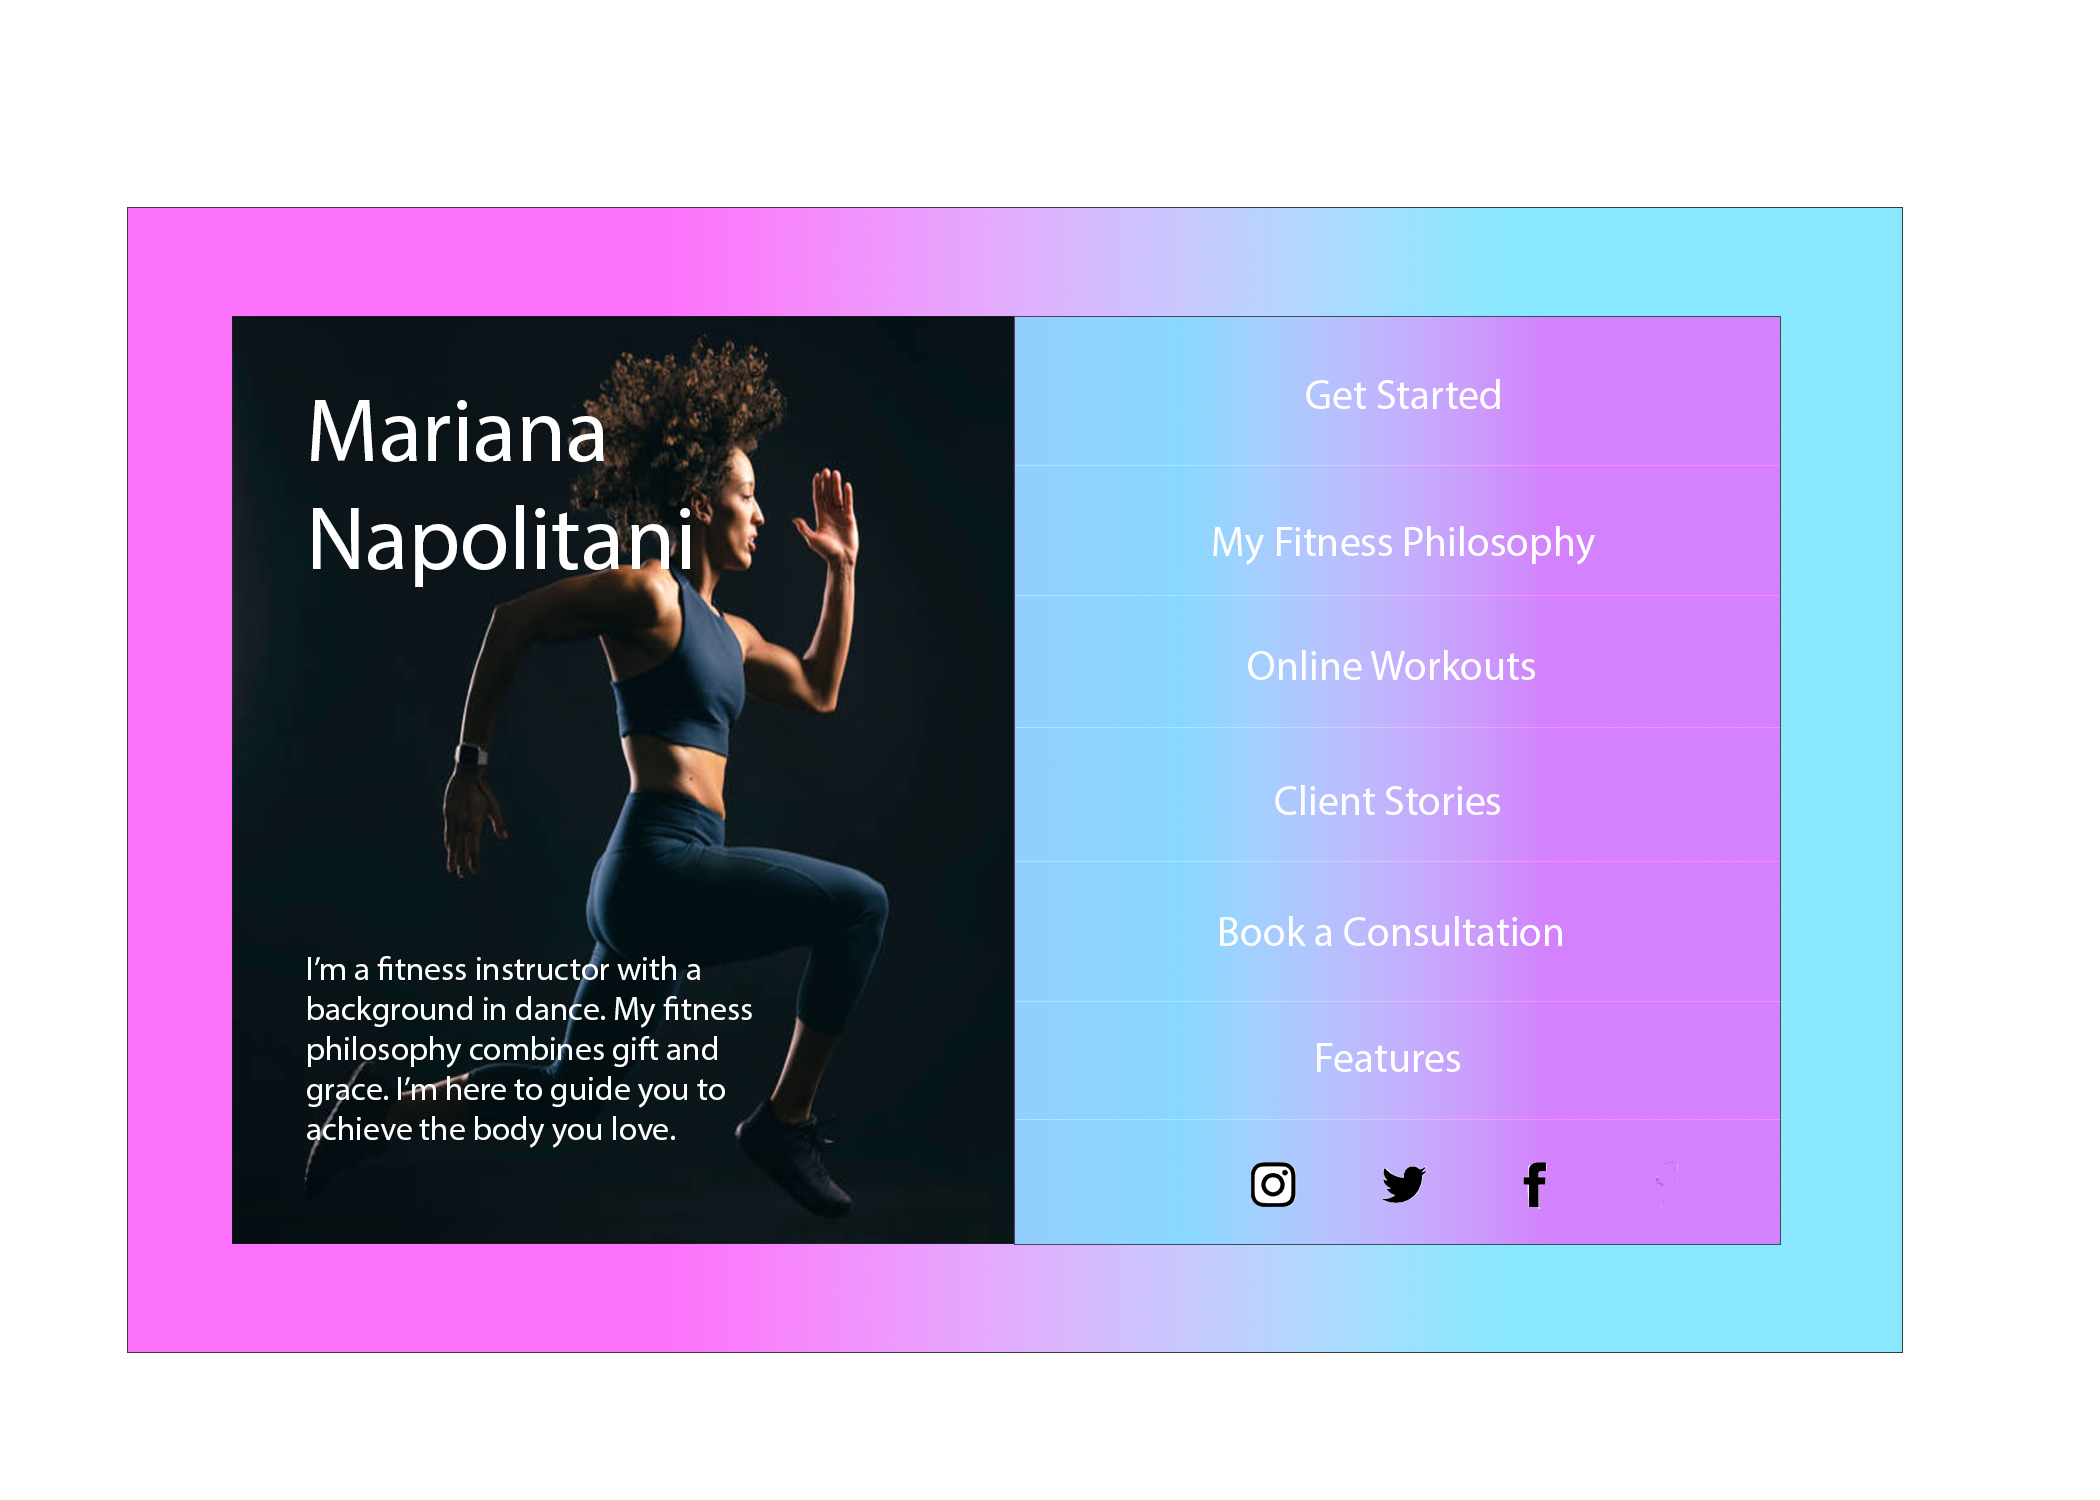 Mariana
Napolitani
I’m a fitness instructor with a
background in dance. My fitness
philosophy combines gift and
grace. I’m here to guide you to
achieve the body you love.
Get Started
My Fitness Philosophy
Online Workouts
Client Stories
Book a Consultation
Features